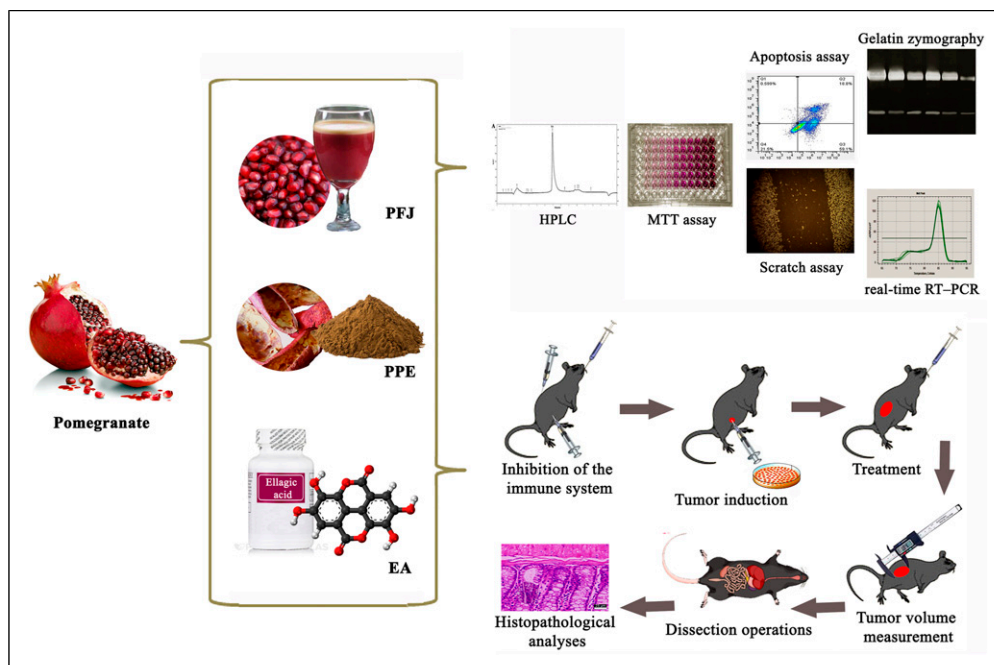 Pomegranate
PFJ
PPE
Ellagic
acid
EA
A
HPLC
MTT assay
Apoptosis assay
Gelatin zymography
Scratch assay
real-time RT–PCR
Inhibition of the
immune system
Tumor induction
Treatment
Tumor volume
measurement
Dissection operations
Histopathological
analyses